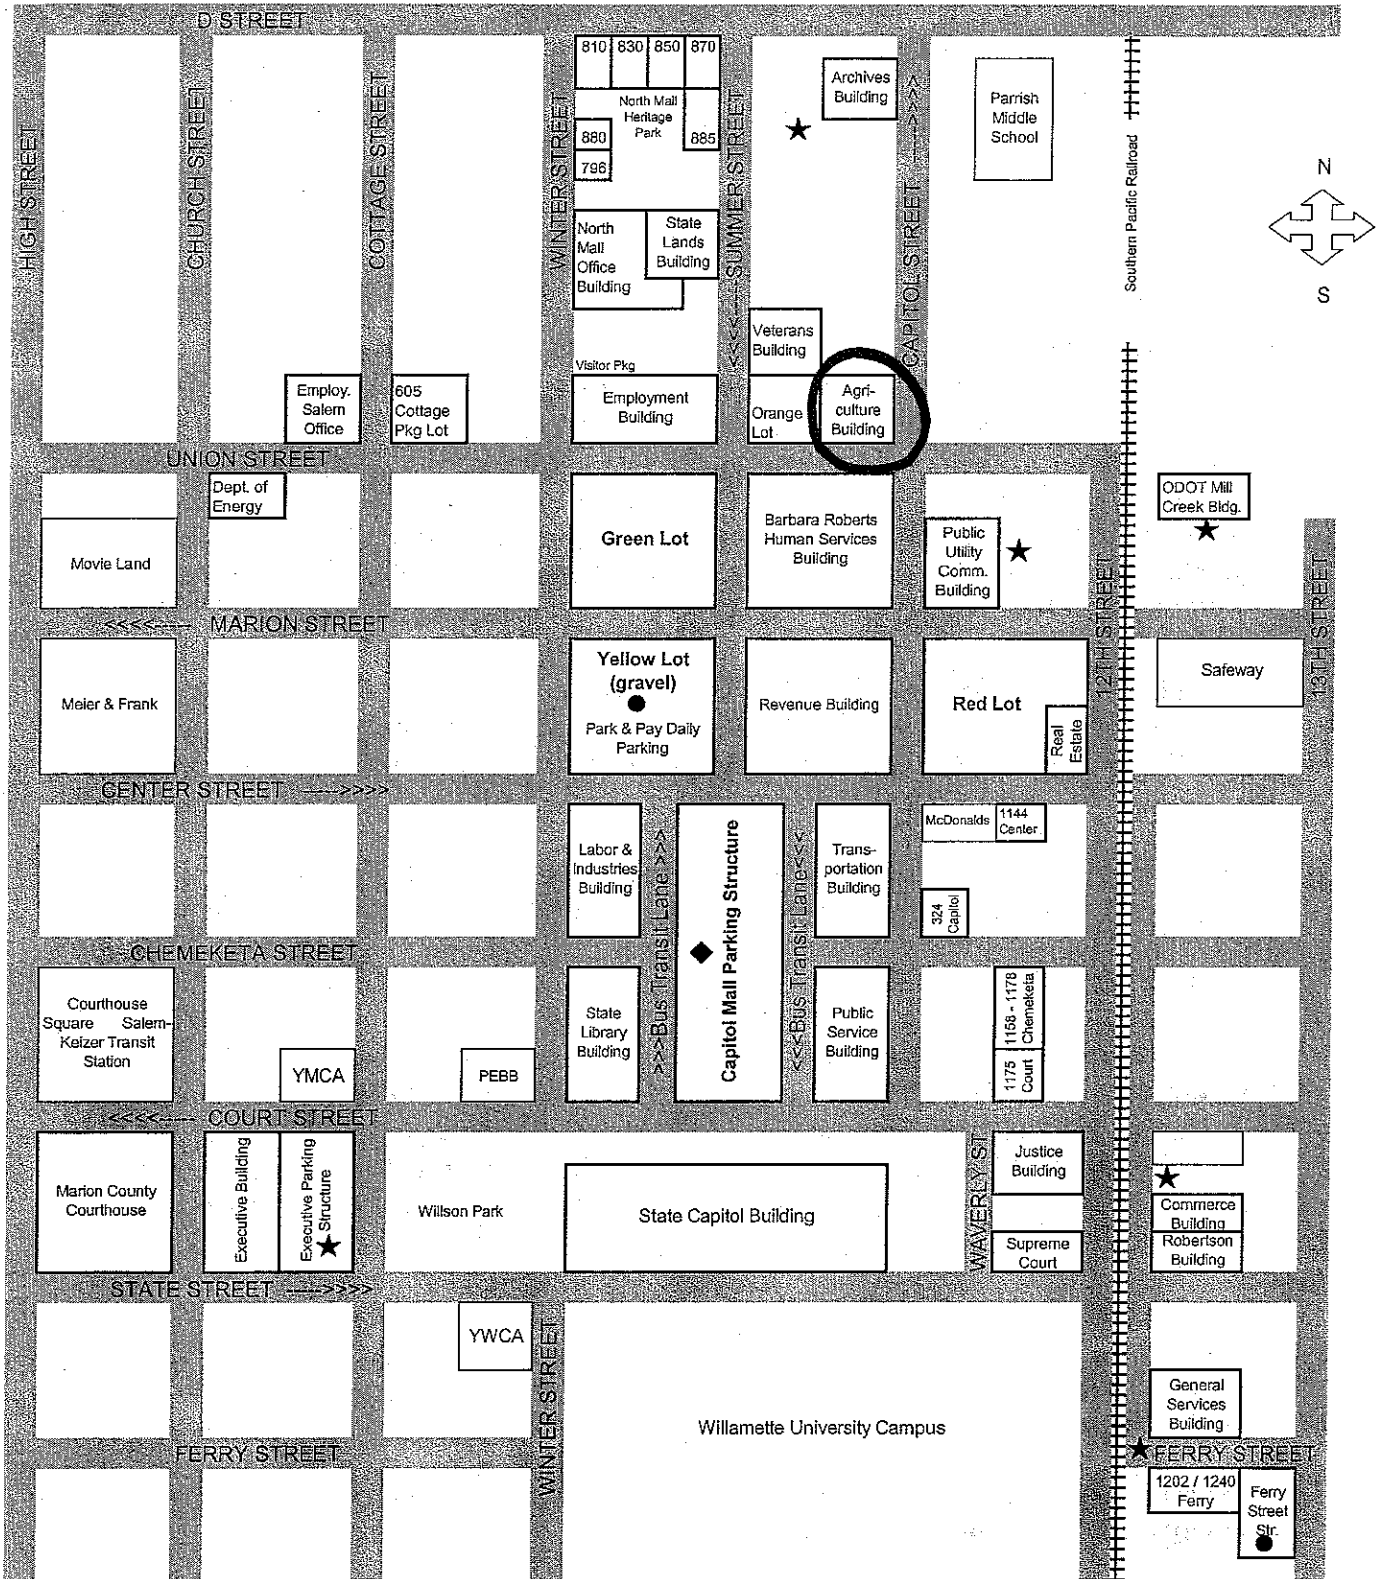 D STREET
HIGH STREET
CHURCH STREET
COTTAGE STREET
WINTER STREET
<<<<-----SUMMER STREET
CAPITOL STREET ----->>>>
810
830
850
870
North Mall
Heritage
Park
880
885
796
Archives
Building
Parrish
Middle
School
Southern Pacific Railroad
N
S
North
Mall
Office
Building
State
Lands
Building
Veterans
Building
Visitor Pkg
Employ.
Salem
Office
605
Cottage
Pkg Lot
Employment
Building
Orange
Lot
Agri-
culture
Building
UNION STREET
Dept. of
Energy
Movie Land
Green Lot
Barbara Roberts
Human Services
Building
Public
Utility
Comm.
Building
ODOT Mill
Creek Bldg.
12TH STREET
13TH STREET
<<<<----- MARION STREET
Meier & Frank
Yellow Lot
(gravel)
Park & Pay Daily
Parking
Revenue Building
Red Lot
Real
Estate
Safeway
CENTER STREET ----->>>>
Labor &
Industries
Building
>>>Bus Transit Lane >>>
Capitol Mall Parking Structure
<<<<Bus Transit Lane<<<
Trans-
portation
Building
McDonalds
1144
Center
324
Capitol
CHEMEKETA STREET
Courthouse
Square Salem-
Keizer Transit
Station
YMCA
PEBB
State
Library
Building
Public
Service
Building
1158 - 1178
Chemeketa
1175
Court
<<<<----- COURT STREET
Marion County
Courthouse
Executive Building
Executive Parking
Structure
Willson Park
State Capitol Building
WAVERLY ST
Justice
Building
Supreme
Court
Commerce
Building
Robertson
Building
STATE STREET ----->>>>
YWCA
WINTER STREET
Willamette University Campus
General
Services
Building
FERRY STREET
FERRY STREET
1202 / 1240
Ferry
Ferry
Street
Str.